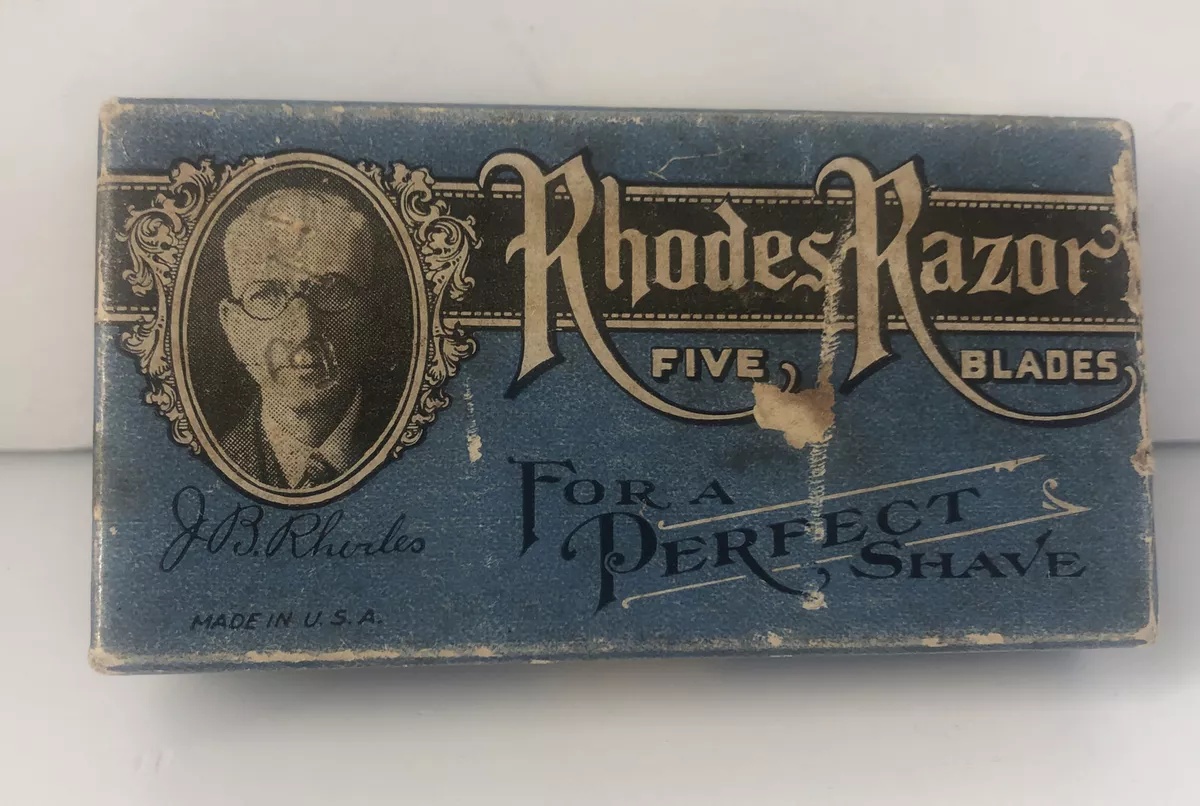 Rhodes Razor
FIVE BLADES
FOR A
PERFECT
SHAVE
J.B. Rhodes
MADE IN U.S.A.